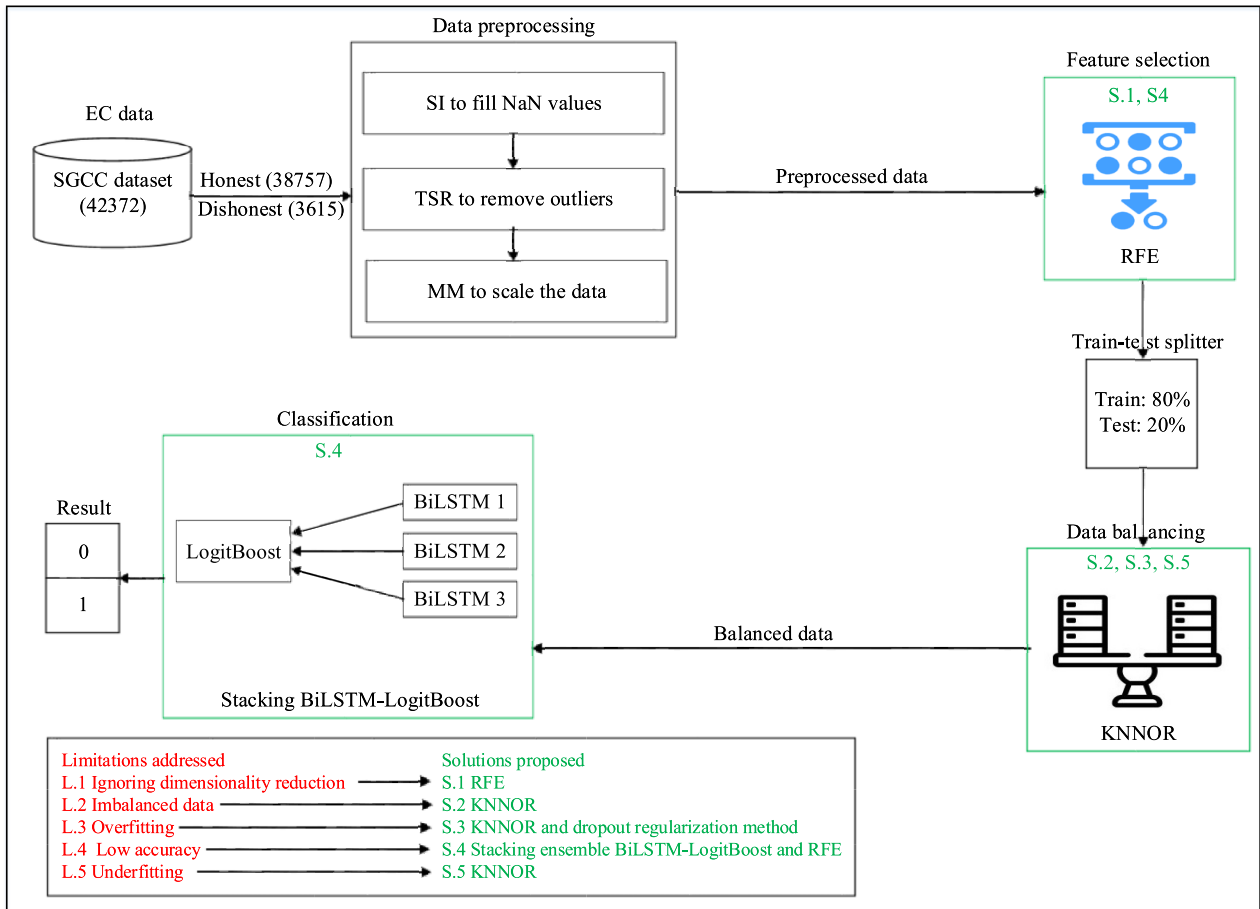 Data preprocessing
SI to fill NaN values
TSR to remove outliers
MM to scale the data
EC data
SGCC dataset
(42372)
Honest (38757)
Dishonest (3615)
Preprocessed data
Feature selection
S.1, S4
RFE
Train-test splitter
Train: 80%
Test: 20%
Data balancing
S.2, S.3, S.5
KNNOR
Balanced data
Classification
S.4
LogitBoost
BiLSTM 1
BiLSTM 2
BiLSTM 3
Stacking BiLSTM-LogitBoost
Result
0
1
Limitations addressed
Solutions proposed
L.1 Ignoring dimensionality reduction
S.1 RFE
L.2 Imbalanced data
S.2 KNNOR
L.3 Overfitting
S.3 KNNOR and dropout regularization method
L.4 Low accuracy
S.4 Stacking ensemble BiLSTM-LogitBoost and RFE
L.5 Underfitting
S.5 KNNOR